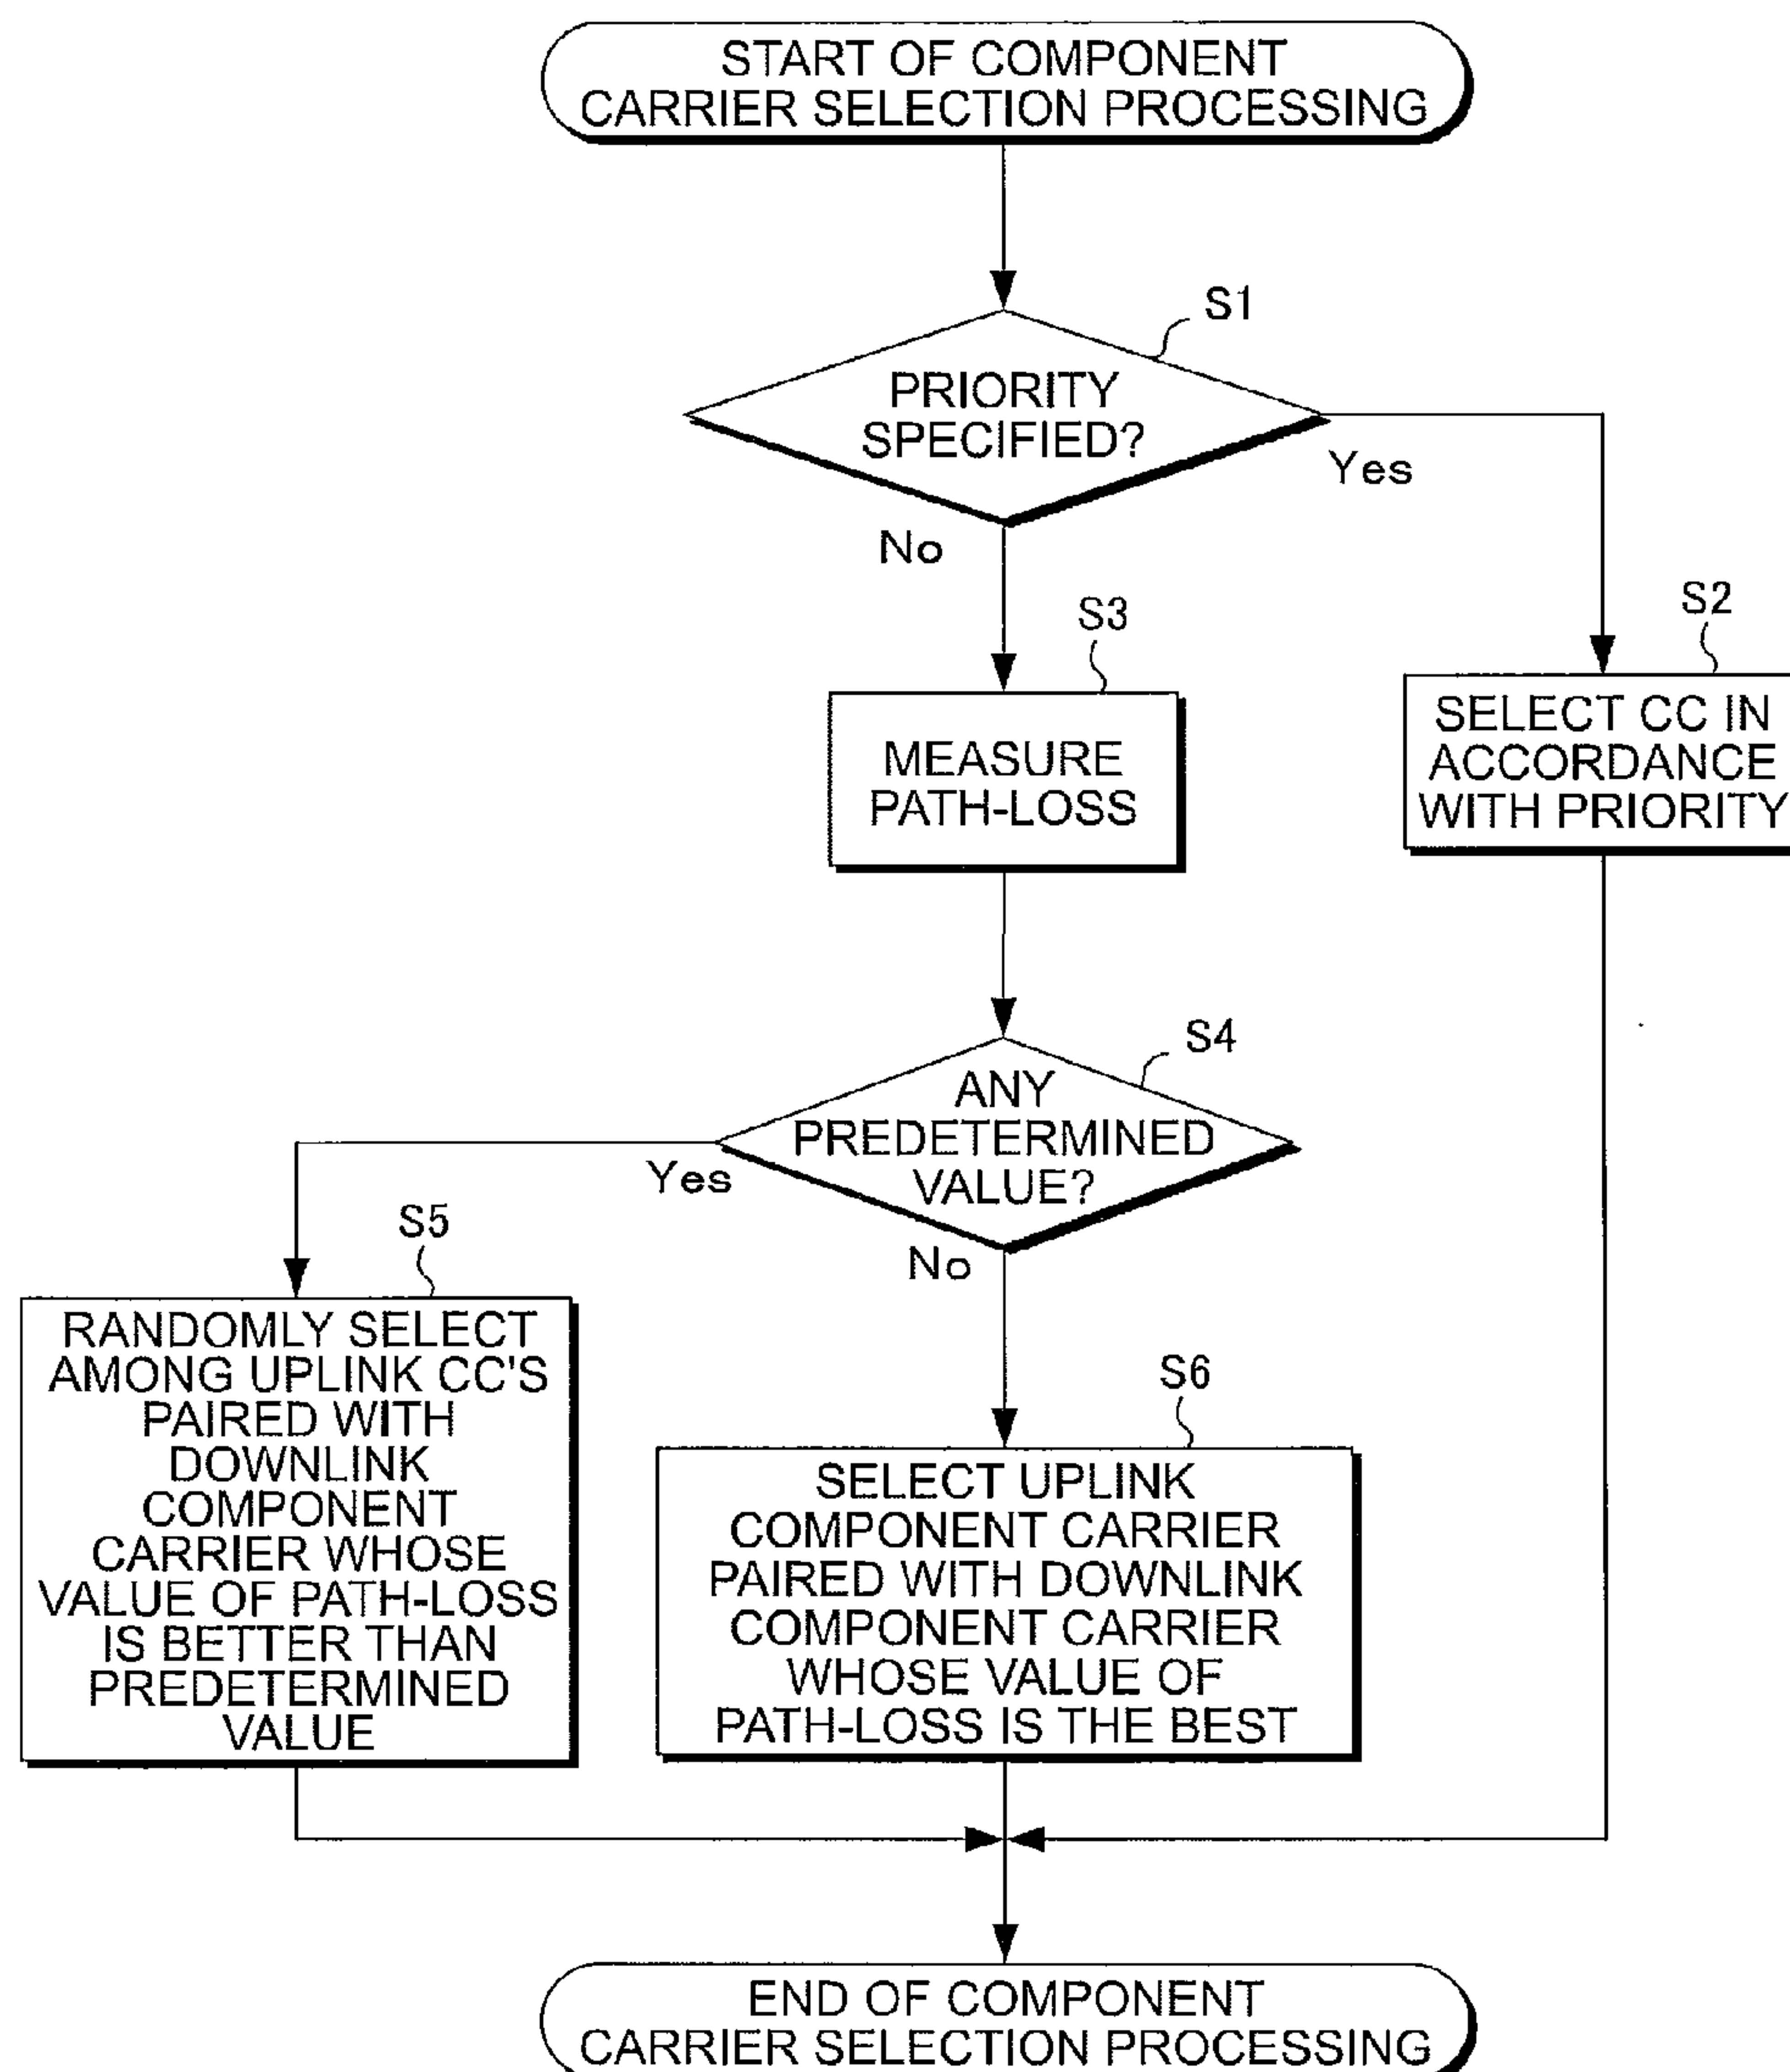 START OF COMPONENT
CARRIER SELECTION PROCESSING
S1
PRIORITY
SPECIFIED?
Yes
No
S2
SELECT CC IN
ACCORDANCE
WITH PRIORITY
S3
MEASURE
PATH-LOSS
S4
ANY
PREDETERMINED
VALUE?
Yes
No
S5
RANDOMLY SELECT
AMONG UPLINK CC'S
PAIRED WITH
DOWNLINK
COMPONENT
CARRIER WHOSE
VALUE OF PATH-LOSS
IS BETTER THAN
PREDETERMINED
VALUE
S6
SELECT UPLINK
COMPONENT CARRIER
PAIRED WITH DOWNLINK
COMPONENT CARRIER
WHOSE VALUE OF
PATH-LOSS IS THE BEST
END OF COMPONENT
CARRIER SELECTION PROCESSING